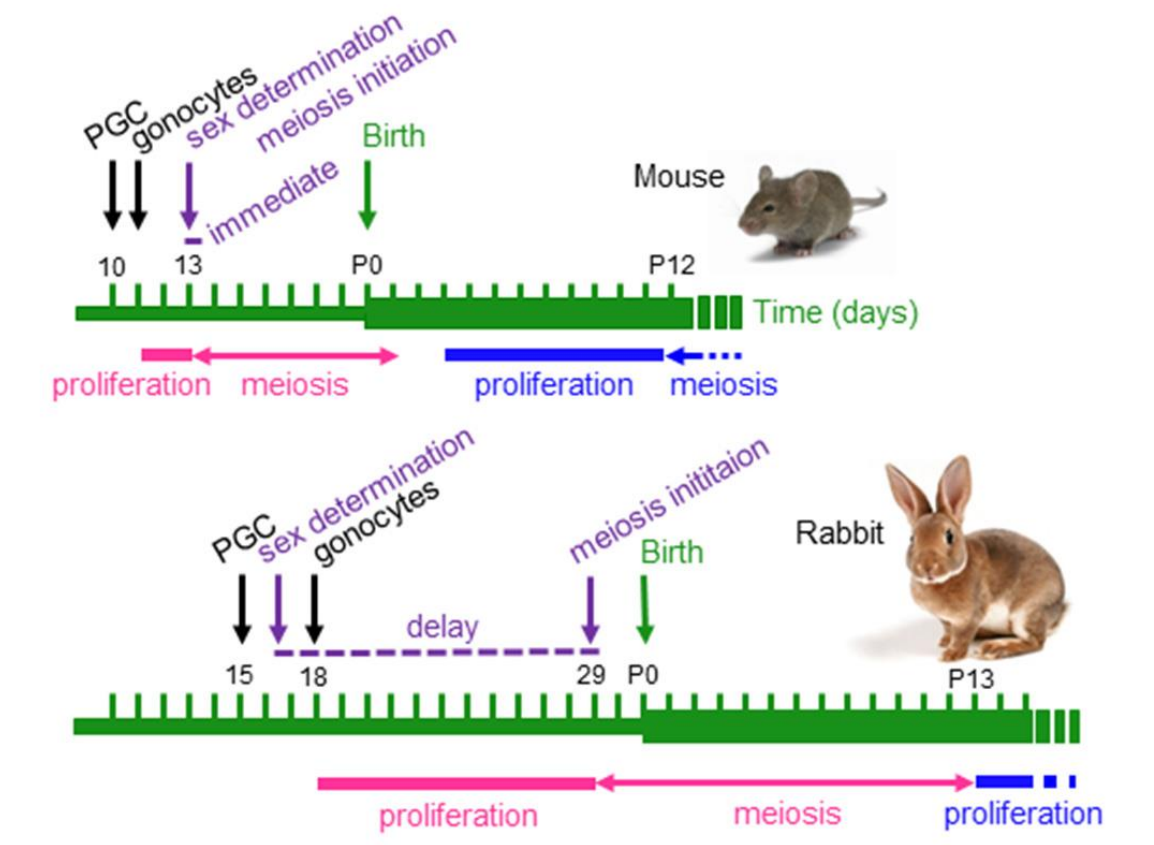 PGC
gonocytes
sex determination
meiosis initiation
immediate
Birth
Mouse
10
13
P0
P12
Time (days)
proliferation
meiosis
proliferation
meiosis
PGC
sex determination
gonocytes
meiosis inititaion
Birth
Rabbit
delay
15
18
29
P0
P13
proliferation
meiosis
proliferation